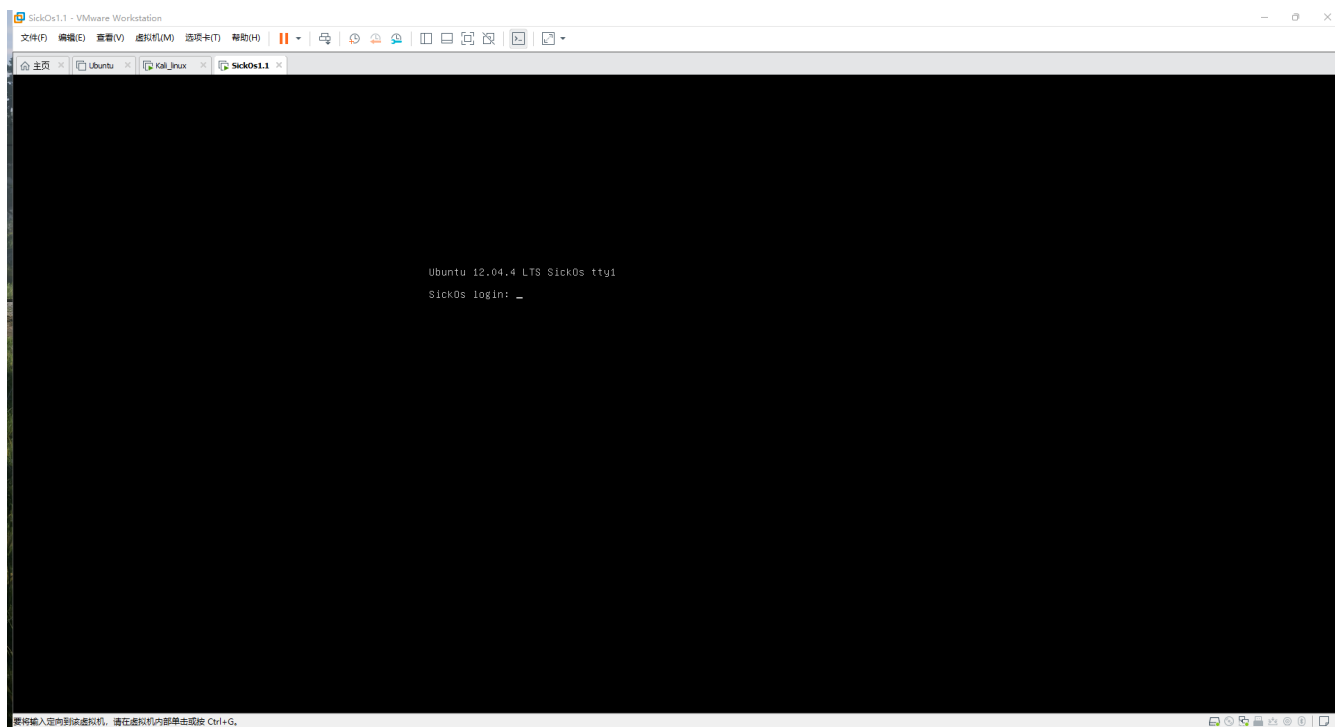 SickOs1.1 - VMware Workstation
文件(F) 编辑(E) 查看(V) 虚拟机(M) 选项卡(T) 帮助(H)
主页 Ubuntu Kali_linux SickOs1.1
Ubuntu 12.04.4 LTS SickOs tty1
SickOs login: _
要将输入定向到该虚拟机，请在虚拟机内部单击或按 Ctrl+G。